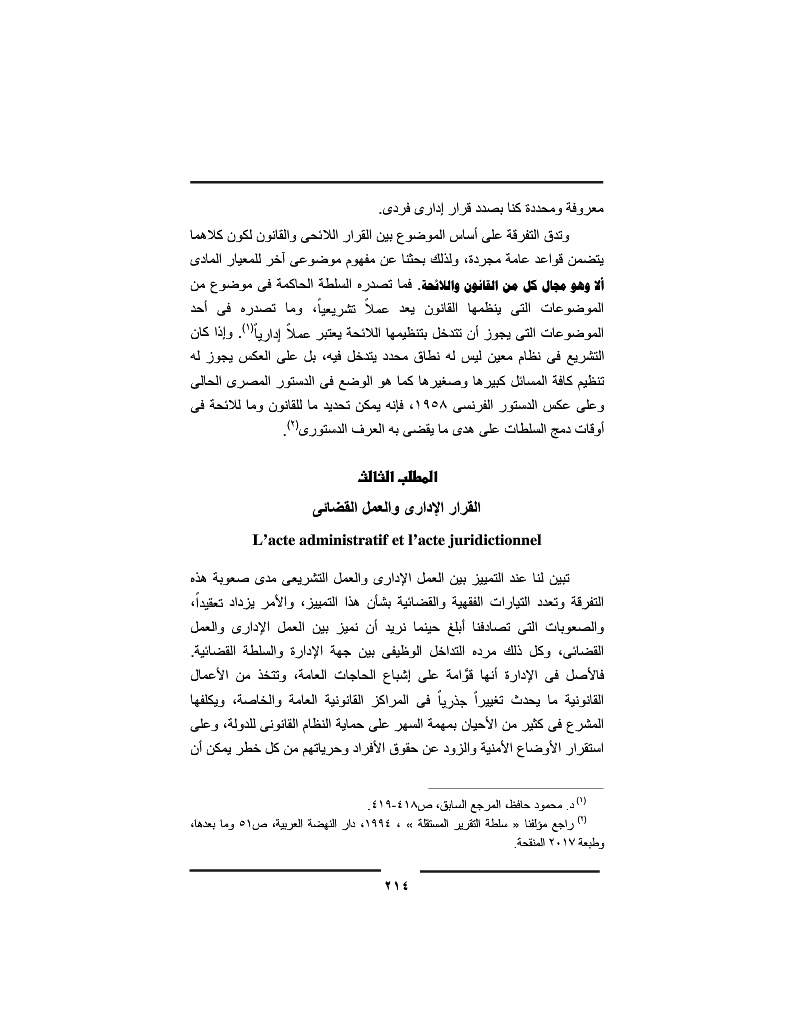 معروفة ومحددة كنا بصدد قرار إدارى فردى.
وتدق التفرقة على أساس الموضوع بين القرار اللائحى والقانون لكون كلاهما
يتضمن قواعد عامة مجردة، ولذلك بحثنا عن مفهوم موضوعى آخر للمعيار المادى
ألا وهو مجال كل من القانون واللائحة. فما تصدره السلطة الحاكمة فى موضوع من
الموضوعات التى ينظمها القانون يعد عملاً تشريعياً، وما تصدره فى أحد
الموضوعات التى يجوز أن تتدخل بتنظيمها اللائحة يعتبر عملاً إدارياً(١). وإذا كان
التشريع فى نظام معين ليس له نطاق محدد يتدخل فيه، بل على العكس يجوز له
تنظيم كافة المسائل كبيرها وصغيرها كما هو الوضع فى الدستور المصرى الحالى
وعلى عكس الدستور الفرنسى ١٩٥٨، فإنه يمكن تحديد ما للقانون وما للائحة فى
أوقات دمج السلطات على هدى ما يقضى به العرف الدستورى(٢).
المطلب الثالث
القرار الإدارى والعمل القضائى
L'acte administratif et l'acte juridictionnel
تبين لنا عند التمييز بين العمل الإدارى والعمل التشريعى مدى صعوبة هذه
التفرقة وتعدد التيارات الفقهية والقضائية بشأن هذا التمييز، والأمر يزداد تعقيداً،
والصعوبات التى تصادفنا أبلغ حينما نريد أن نميز بين العمل الإدارى والعمل
القضائى، وكل ذلك مرده التداخل الوظيفى بين جهة الإدارة والسلطة القضائية.
فالأصل فى الإدارة أنها قوَّامة على إشباع الحاجات العامة، وتتخذ من الأعمال
القانونية ما يحدث تغييراً جذرياً فى المراكز القانونية العامة والخاصة، ويكلفها
المشرع فى كثير من الأحيان بمهمة السهر على حماية النظام القانونى للدولة، وعلى
استقرار الأوضاع الأمنية والزود عن حقوق الأفراد وحرياتهم من كل خطر يمكن أن
(١) د. محمود حافظ، المرجع السابق، ص٤١٨-٤١٩.
(٢) راجع مؤلفنا « سلطة التقرير المستقلة » ، ١٩٩٤، دار النهضة العربية، ص٥١ وما بعدها،
وطبعة ٢٠١٧ المنقحة.
٢١٤